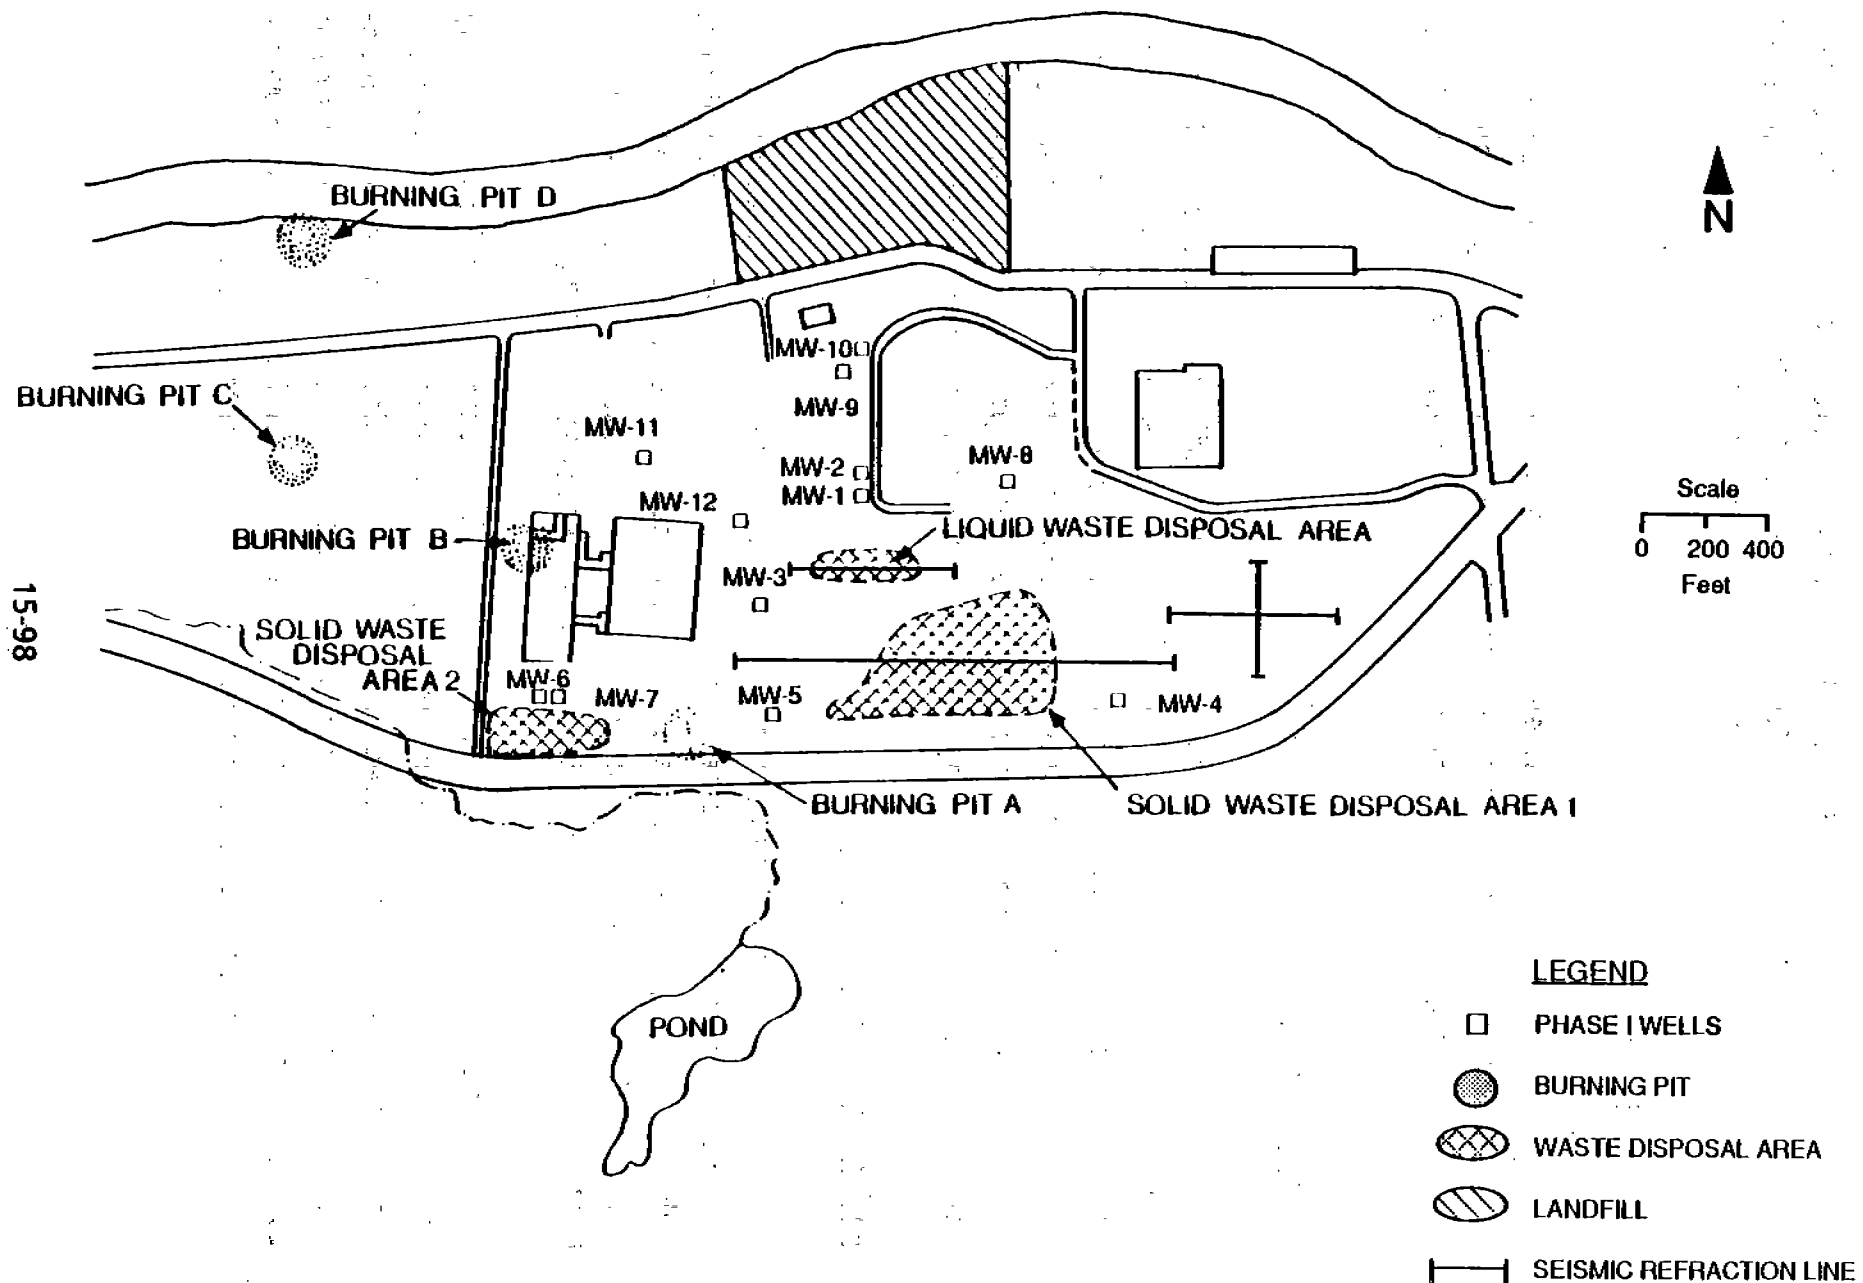 BURNING PIT D
N
MW-10
BURNING PIT C
MW-9
MW-11
MW-2
MW-8
MW-1
Scale
0 200 400
Feet
MW-12
LIQUID WASTE DISPOSAL AREA
BURNING PIT B
MW-3
15-98
SOLID WASTE
DISPOSAL
AREA 2
MW-6
MW-7
MW-5
MW-4
BURNING PIT A
SOLID WASTE DISPOSAL AREA 1
POND
LEGEND
PHASE I WELLS
BURNING PIT
WASTE DISPOSAL AREA
LANDFILL
SEISMIC REFRACTION LINE